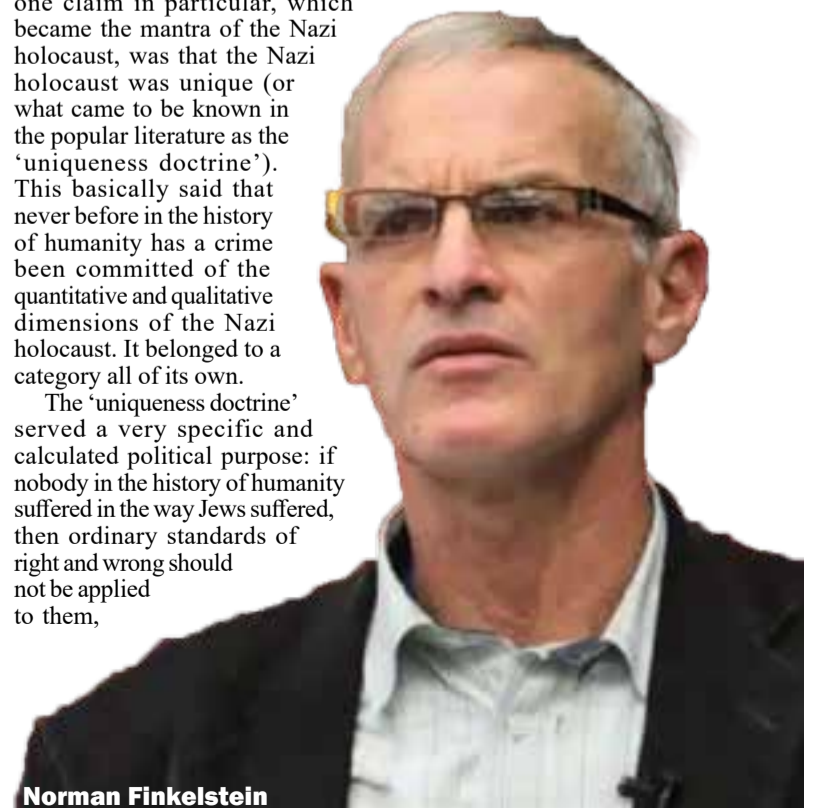 one claim in particular, which
became the mantra of the Nazi
holocaust, was that the Nazi
holocaust was unique (or
what came to be known in
the popular literature as the
‘uniqueness doctrine’).
This basically said that
never before in the history
of humanity has a crime
been committed of the
quantitative and qualitative
dimensions of the Nazi
holocaust. It belonged to a
category all of its own.
The ‘uniqueness doctrine’
served a very specific and
calculated political purpose: if
nobody in the history of humanity
suffered in the way Jews suffered,
then ordinary standards of
right and wrong should
not be applied
to them,
Norman Finkelstein